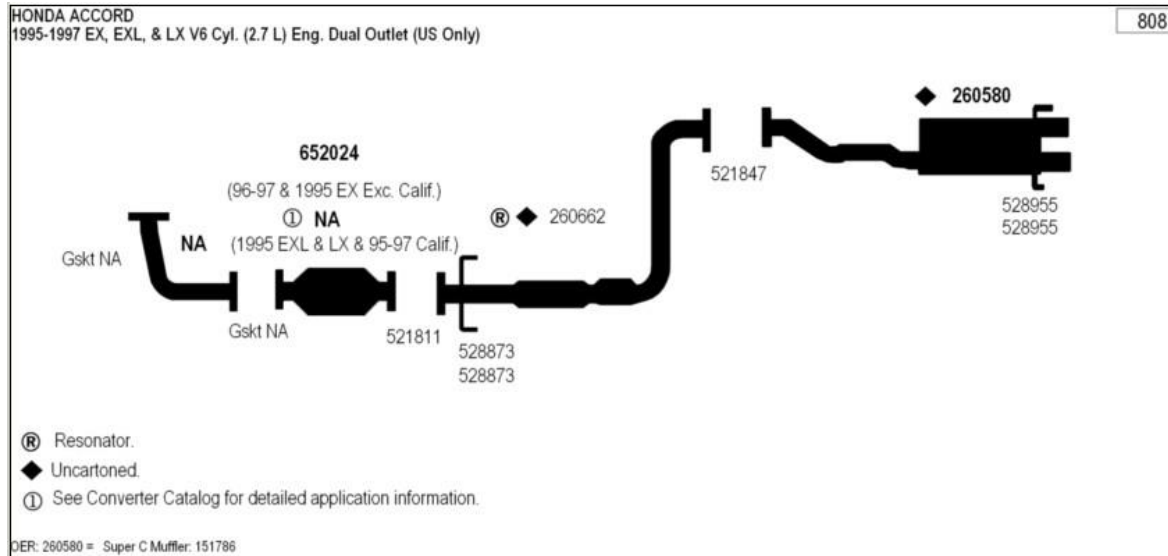 HONDA ACCORD
1995-1997 EX, EXL, & LX V6 Cyl. (2.7 L) Eng. Dual Outlet (US Only)
808
◆ 260580
652024
(96-97 & 1995 EX Exc. Calif.)
① NA
(1995 EXL & LX & 95-97 Calif.)
Ⓡ ◆ 260662
521847
528955
528955
NA
Gskt NA
Gskt NA
521811
528873
528873
Ⓡ Resonator.
◆ Uncartoned.
① See Converter Catalog for detailed application information.
OER: 260580 = Super C Muffler: 151786